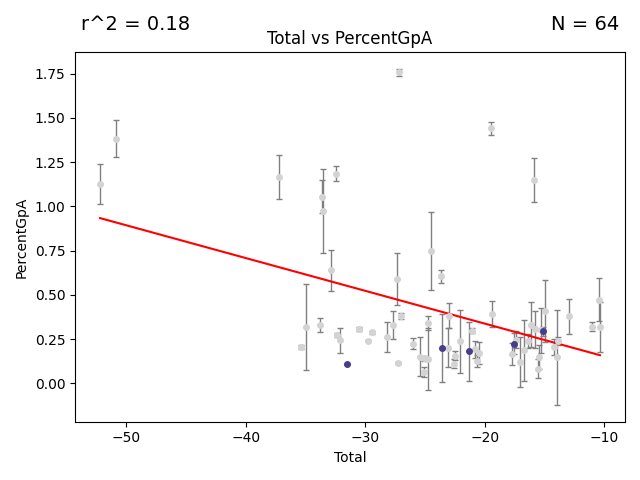 r^2 = 0.18
N = 64
Total vs PercentGpA
1.75
1.50
1.25
1.00
0.75
0.50
0.25
0.00
PercentGpA
−50
−40
−30
−20
−10
Total